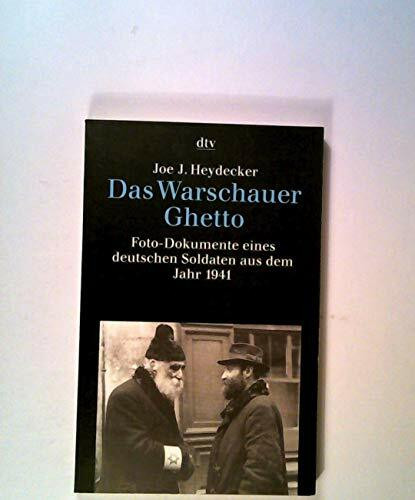 dtv
Joe J. Heydecker
Das Warschauer
Ghetto
Foto-Dokumente eines
deutschen Soldaten aus dem
Jahr 1941